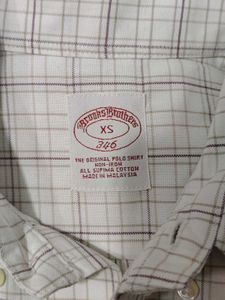 Brooks Brothers
XS
346
THE ORIGINAL POLO SHIRT
NON-IRON
ALL SUPIMA COTTON
MADE IN MALAYSIA